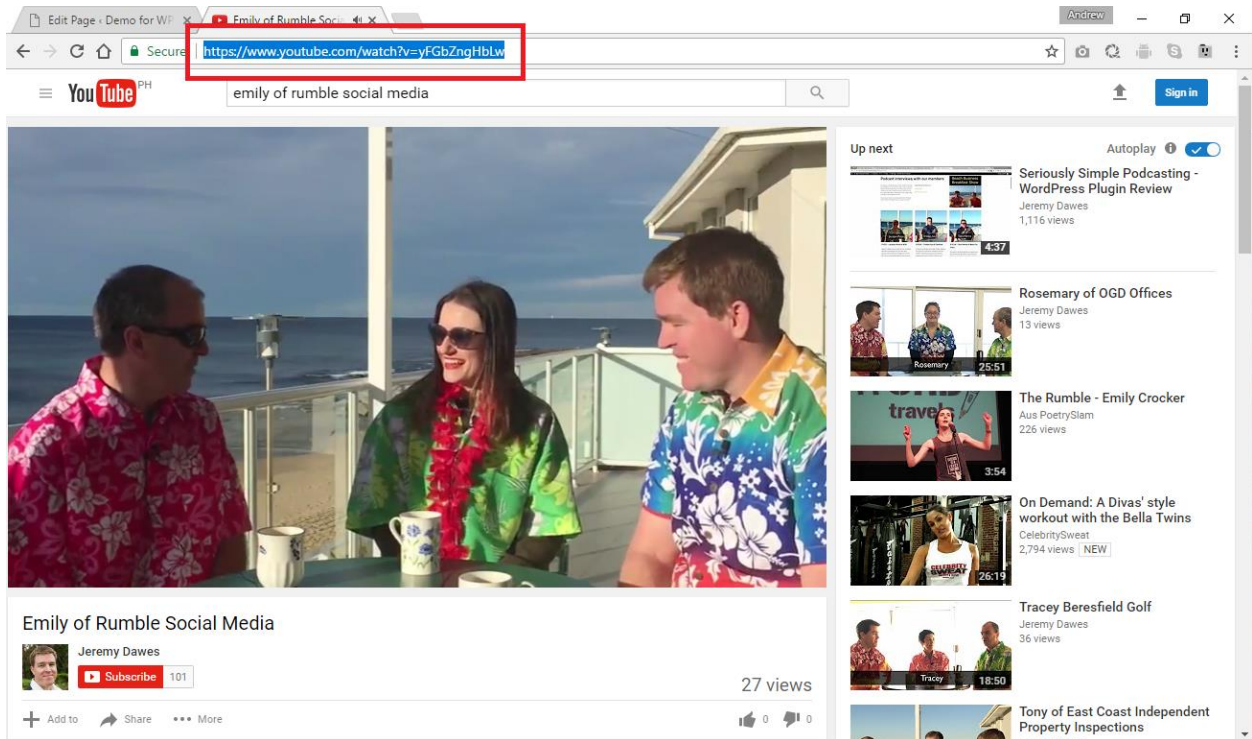 Edit Page ‹ Demo for WP
Emily of Rumble Socia
Andrew
Secure
https://www.youtube.com/watch?v=yFGbZngHbLw
YouTube PH
emily of rumble social media
Sign in
Up next
Autoplay
Seriously Simple Podcasting -
WordPress Plugin Review
Jeremy Dawes
1,116 views
4:37
Rosemary of OGD Offices
Jeremy Dawes
13 views
Rosemary
25:51
The Rumble - Emily Crocker
Aus PoetrySlam
226 views
travels
3:54
On Demand: A Divas' style
workout with the Bella Twins
CelebritySweat
2,794 views NEW
CELEBRITY
SWEAT
26:19
Tracey Beresfield Golf
Jeremy Dawes
36 views
Tracey
18:50
Tony of East Coast Independent
Property Inspections
Emily of Rumble Social Media
Jeremy Dawes
Subscribe 101
27 views
Add to
Share
More
0
0